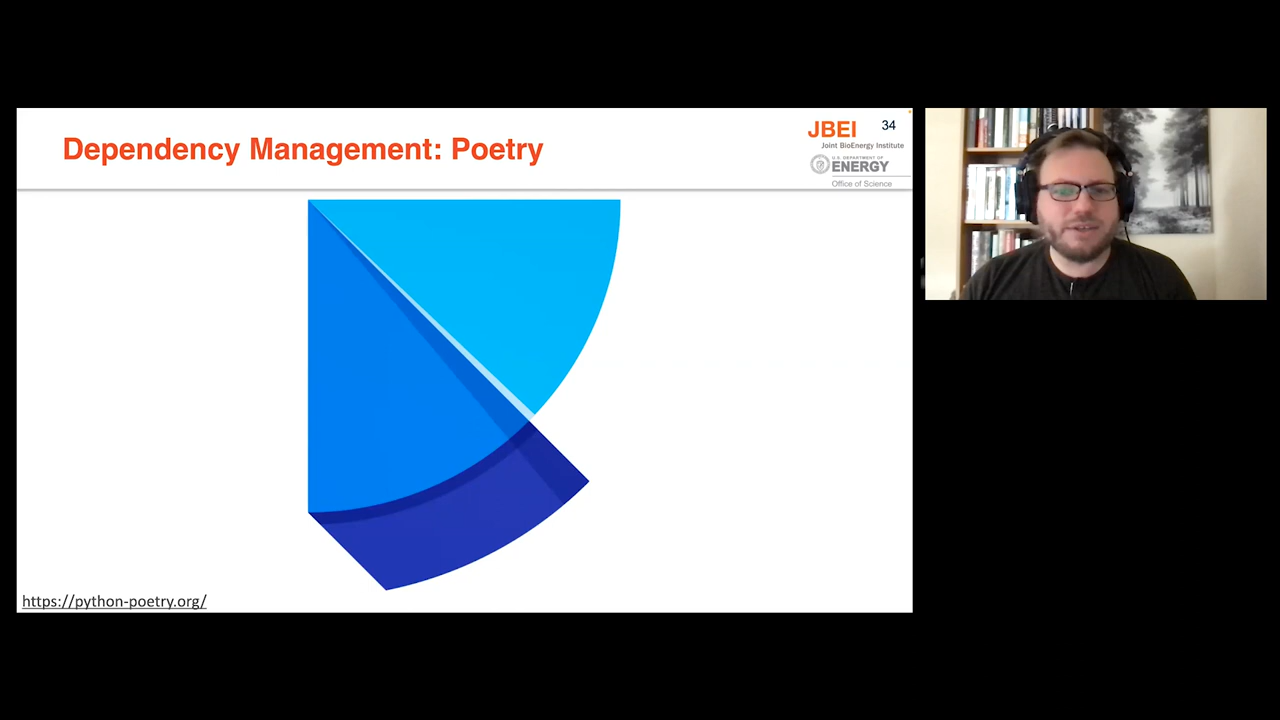 Dependency Management: Poetry
JBEI
34
Joint BioEnergy Institute
U.S. DEPARTMENT OF
ENERGY
Office of Science
https://python-poetry.org/